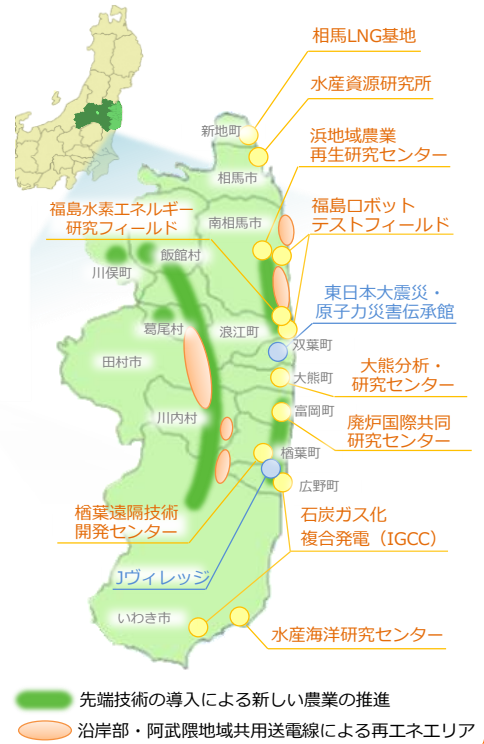 相馬LNG基地
水産資源研究所
新地町
浜地域農業
再生研究センター
相馬市
福島水素エネルギー
研究フィールド
南相馬市
福島ロボット
テストフィールド
川俣町
飯館村
東日本大震災・
原子力災害伝承館
葛尾村
浪江町
双葉町
田村市
大熊町
大熊分析・
研究センター
富岡町
川内村
廃炉国際共同
研究センター
楢葉町
広野町
楢葉遠隔技術
開発センター
石炭ガス化
複合発電（IGCC）
Jヴィレッジ
いわき市
水産海洋研究センター
先端技術の導入による新しい農業の推進
沿岸部・阿武隈地域共用送電線による再エネエリア